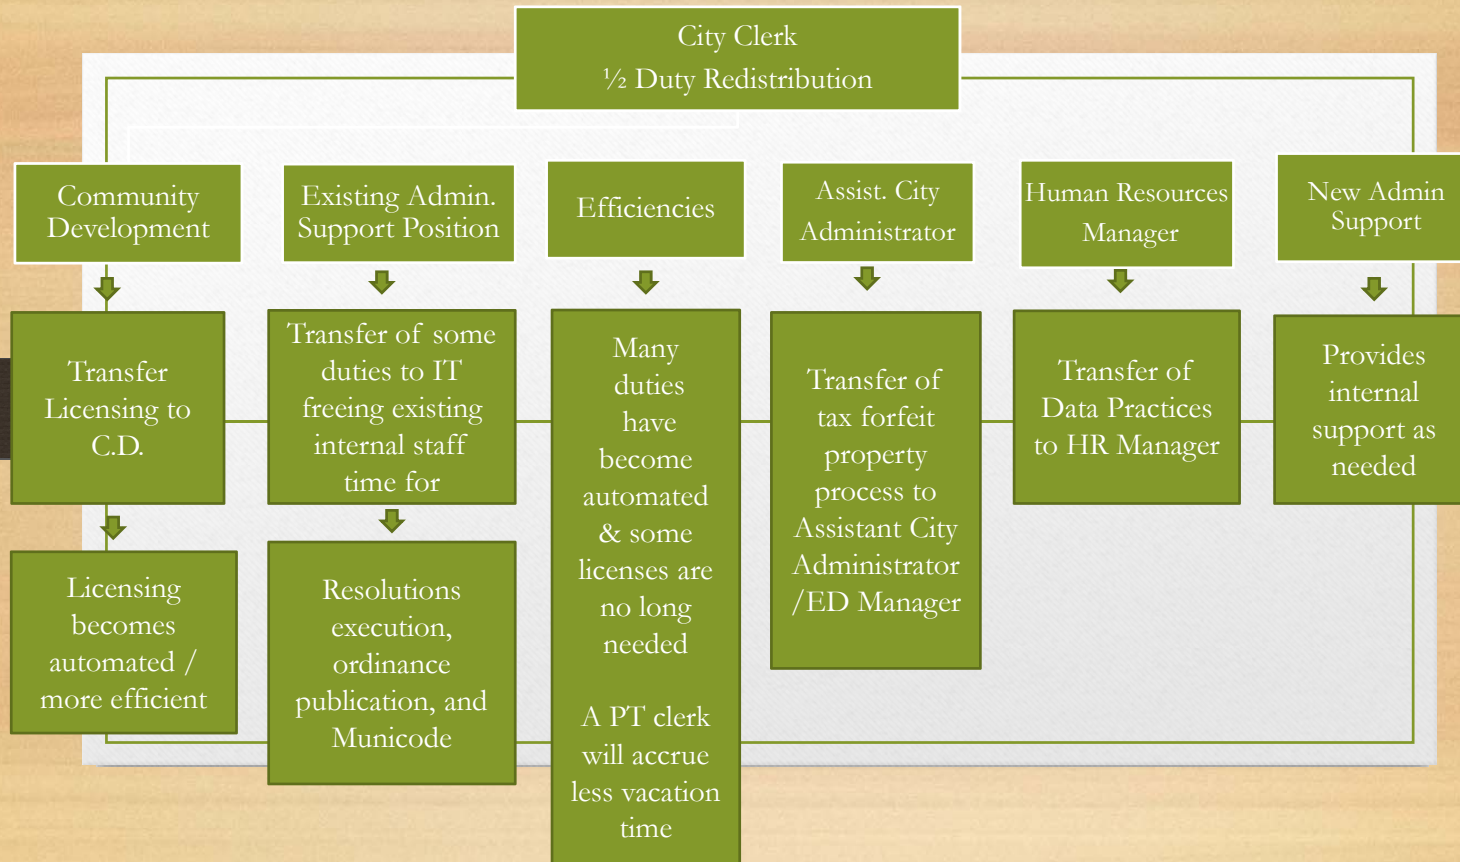 City Clerk
½ Duty Redistribution
Community
Development
Existing Admin.
Support Position
Efficiencies
Assist. City
Administrator
Human Resources
Manager
New Admin
Support
Transfer
Licensing to
C.D.
Transfer of some
duties to IT
freeing existing
internal staff
time for
Many
duties
have
become
automated
& some
licenses are
no long
needed
A PT clerk
will accrue
less vacation
time
Transfer of
tax forfeit
property
process to
Assistant City
Administrator
/ED Manager
Transfer of
Data Practices
to HR Manager
Provides
internal
support as
needed
Licensing
becomes
automated /
more efficient
Resolutions
execution,
ordinance
publication, and
Municode